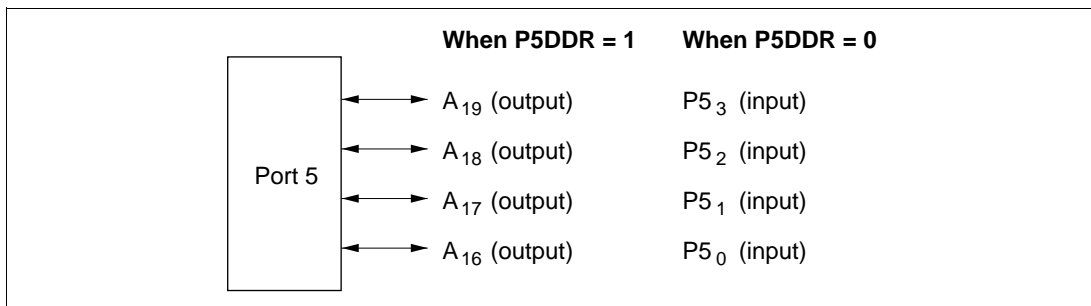 When P5DDR = 1 When P5DDR = 0
A19 (output) P53 (input)
A18 (output) P52 (input)
Port 5
A17 (output) P51 (input)
A16 (output) P50 (input)